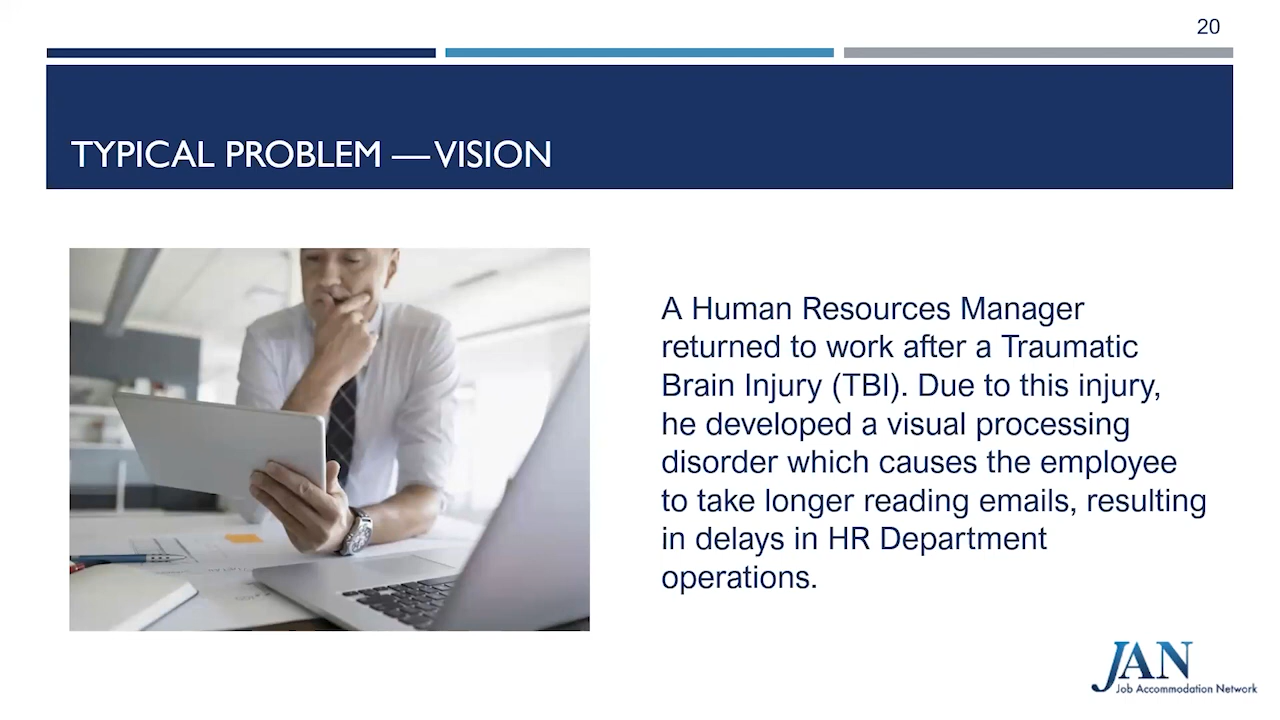 20
TYPICAL PROBLEM — VISION
A Human Resources Manager
returned to work after a Traumatic
Brain Injury (TBI). Due to this injury,
he developed a visual processing
disorder which causes the employee
to take longer reading emails, resulting
in delays in HR Department
operations.
JAN
Job Accommodation Network